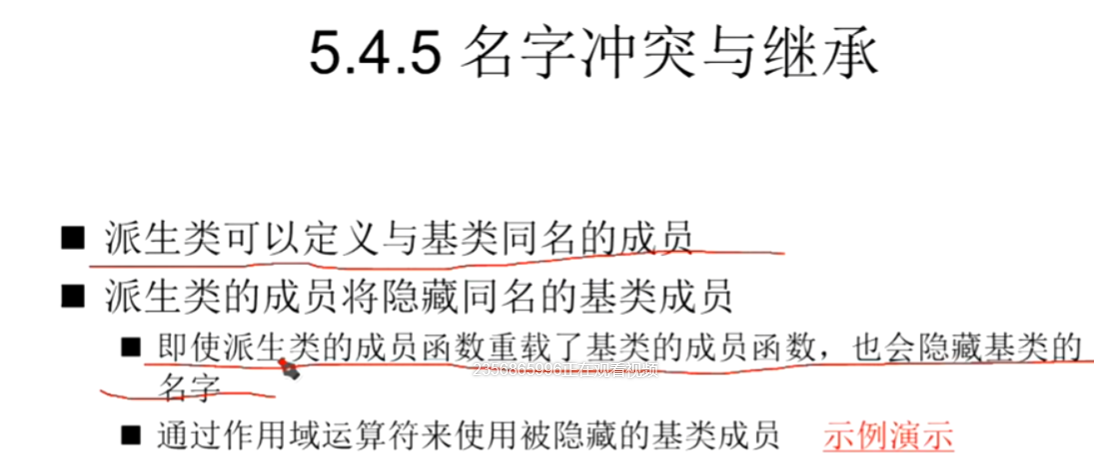 5.4.5 名字冲突与继承
■ 派生类可以定义与基类同名的成员
■ 派生类的成员将隐藏同名的基类成员
■ 即使派生类的成员函数重载了基类的成员函数，也会隐藏基类的
2356865996正在观看视频
名字
■ 通过作用域运算符来使用被隐藏的基类成员 示例演示